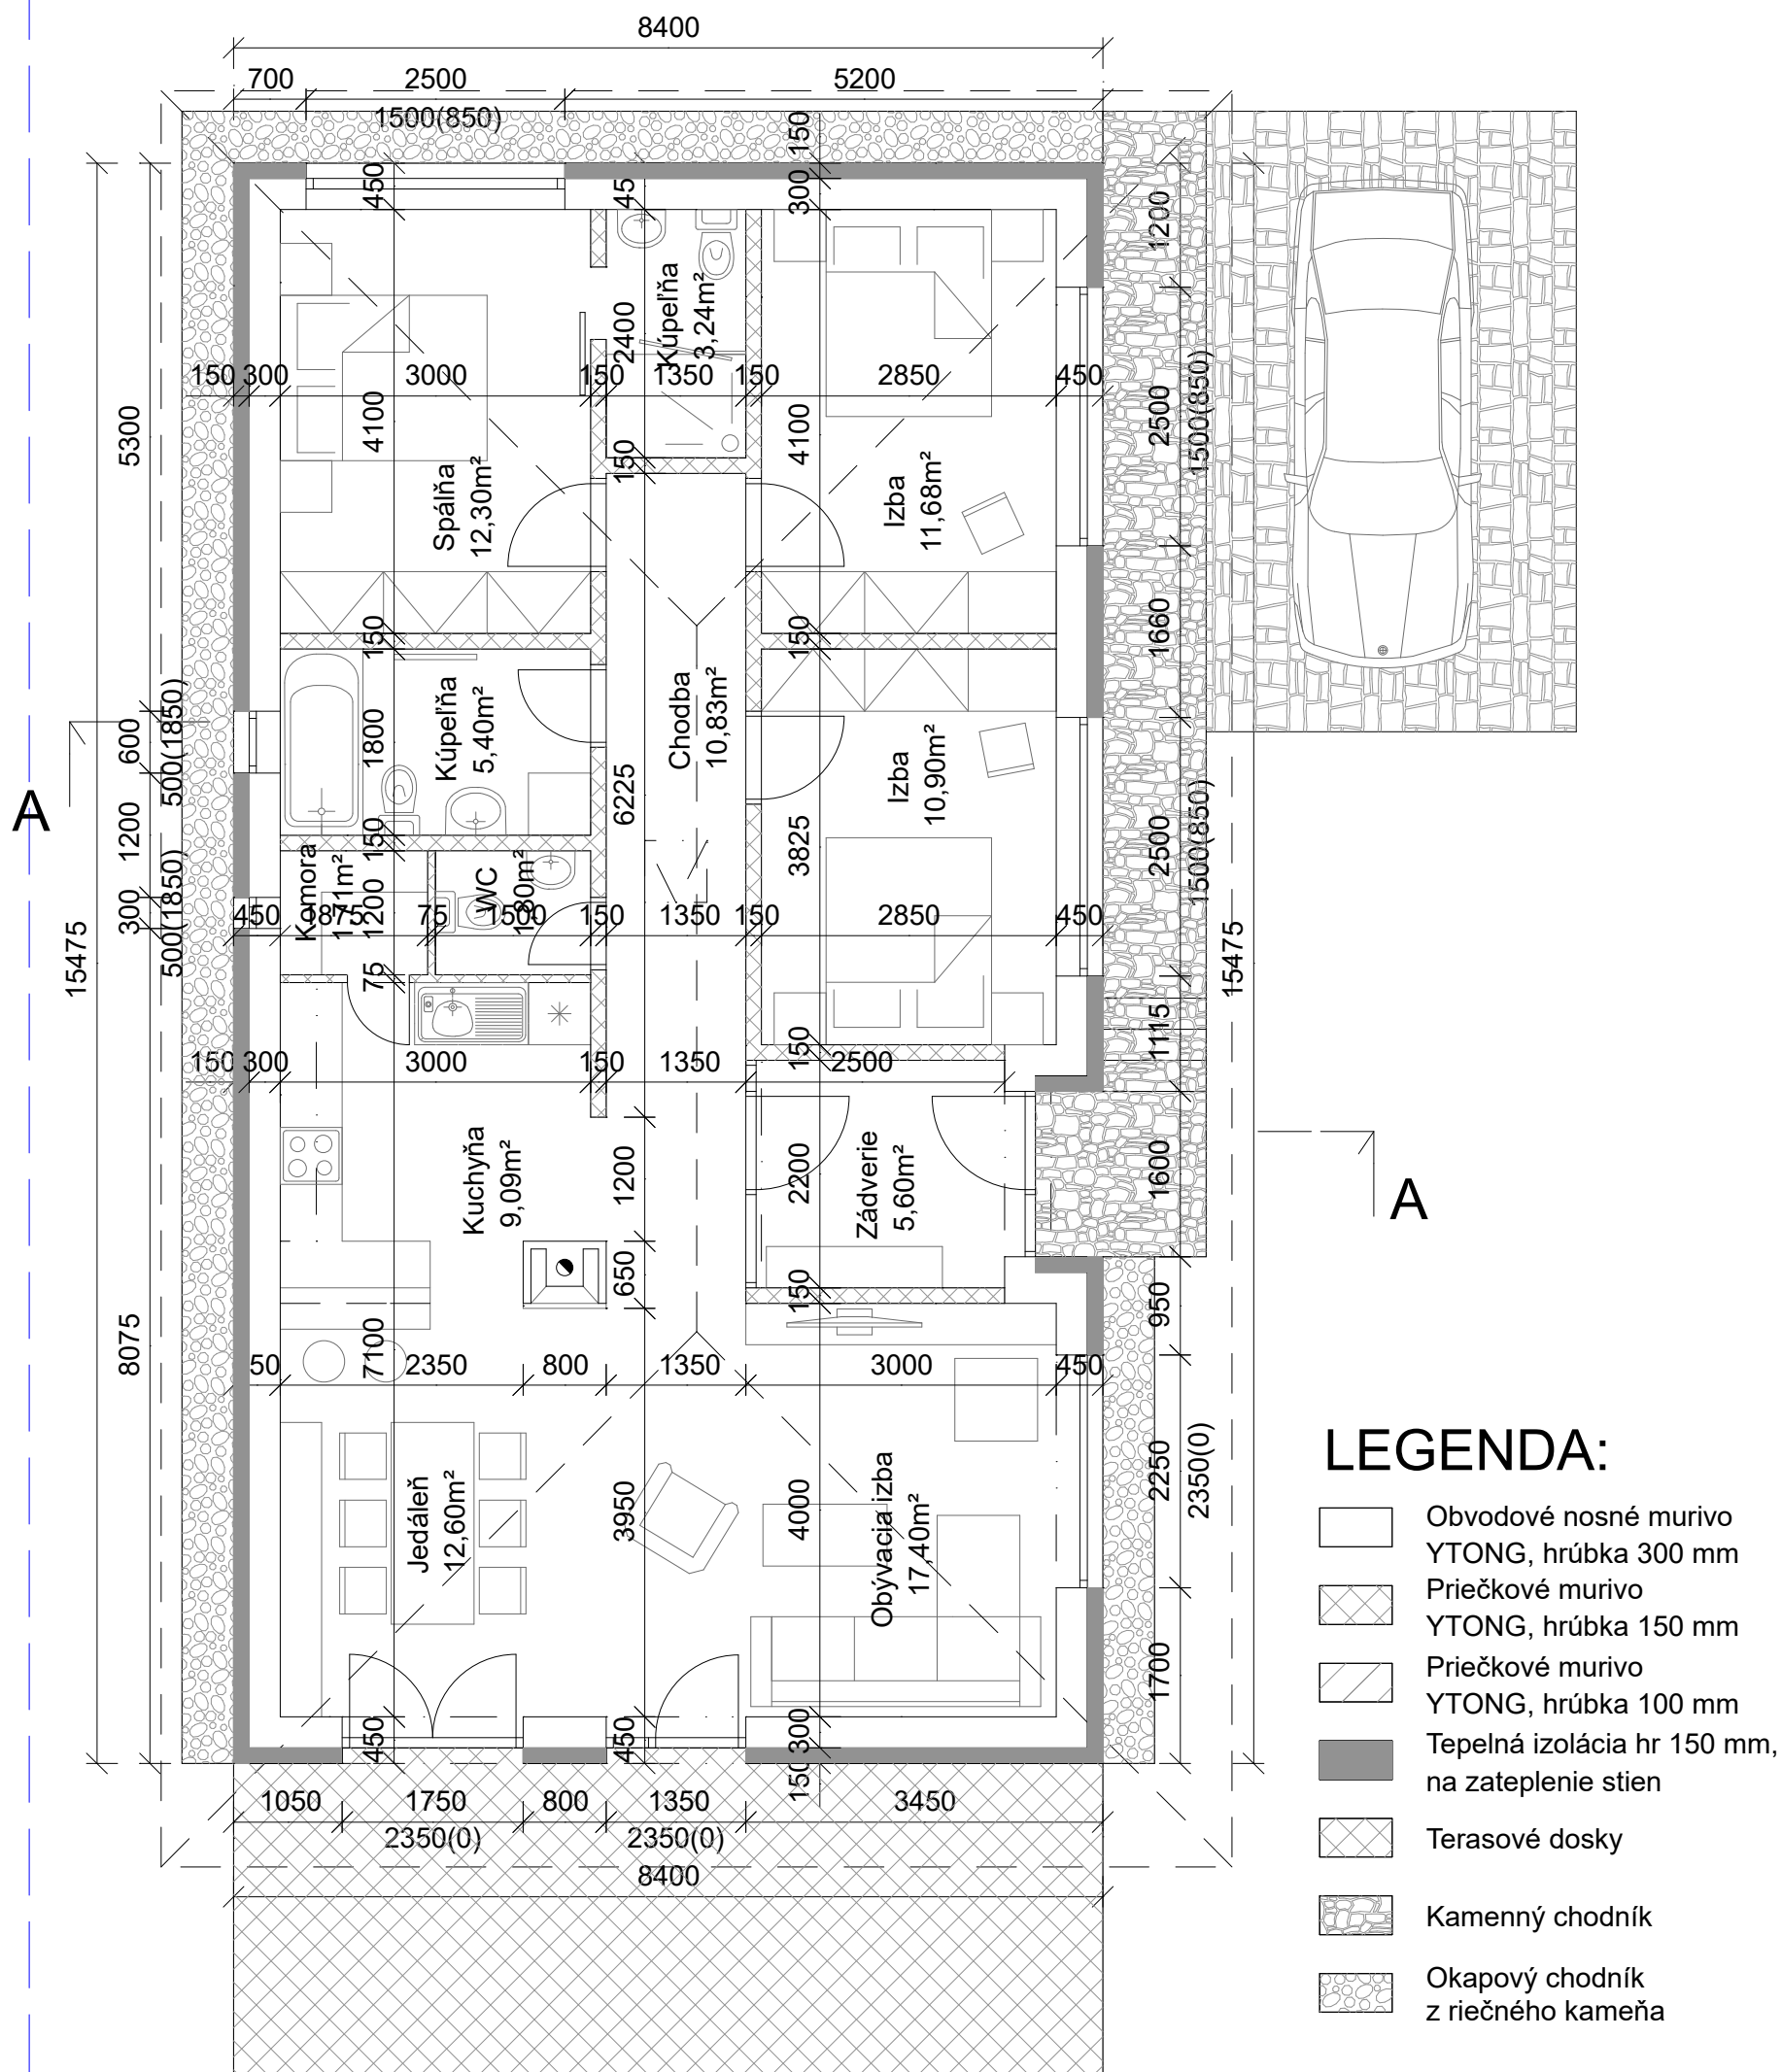 8400
700
2500
5200
1500(850)
150
450
45
300
1200
Kúpeľňa
3,24m²
2400
150
300
3000
150
1350
150
2850
450
5300
4100
4100
2500
1500(850)
150
Spálňa
12,30m²
Izba
11,68m²
150
150
1660
Kúpeľňa
5,40m²
Chodba
10,83m²
Izba
10,90m²
600
500(1850)
1800
6225
3825
2500
1500(850)
A
1200
150
Komora
1,71m²
WC
1,80m²
1200
300
500(1850)
450
1875
75
1500
150
1350
150
2850
450
15475
15475
75
1115
150
150
300
3000
150
1350
2500
Kuchyňa
9,09m²
1200
2200
Zádverie
5,60m²
1600
A
650
150
950
8075
7100
50
2350
800
1350
3000
450
Jedáleň
12,60m²
3950
4000
Obývacia izba
17,40m²
2250
2350(0)
1700
450
450
300
150
1050
1750
800
1350
3450
2350(0)
2350(0)
8400
LEGENDA:
Obvodové nosné murivo
YTONG, hrúbka 300 mm
Priečkové murivo
YTONG, hrúbka 150 mm
Priečkové murivo
YTONG, hrúbka 100 mm
Tepelná izolácia hr 150 mm,
na zateplenie stien
Terasové dosky
Kamenný chodník
Okapový chodník
z riečného kameňa